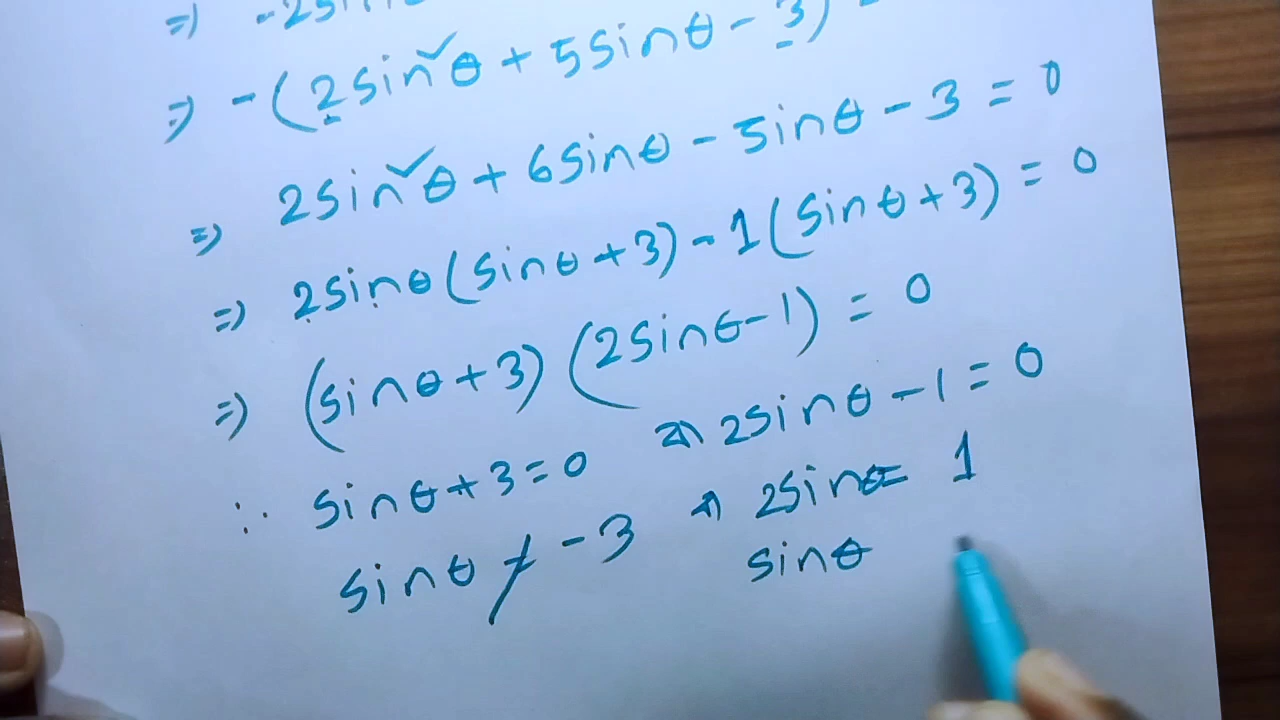 ⇒ -2sin
⇒ -(2sin²θ + 5sinθ - 3)
⇒ 2sin²θ + 6sinθ - sinθ - 3 = 0
⇒ 2sinθ(sinθ + 3) - 1(sinθ + 3) = 0
⇒ (sinθ + 3) (2sinθ - 1) = 0
∴ sinθ + 3 = 0 বা 2sinθ - 1 = 0
sinθ ≠ -3 বা 2sinθ = 1
sinθ